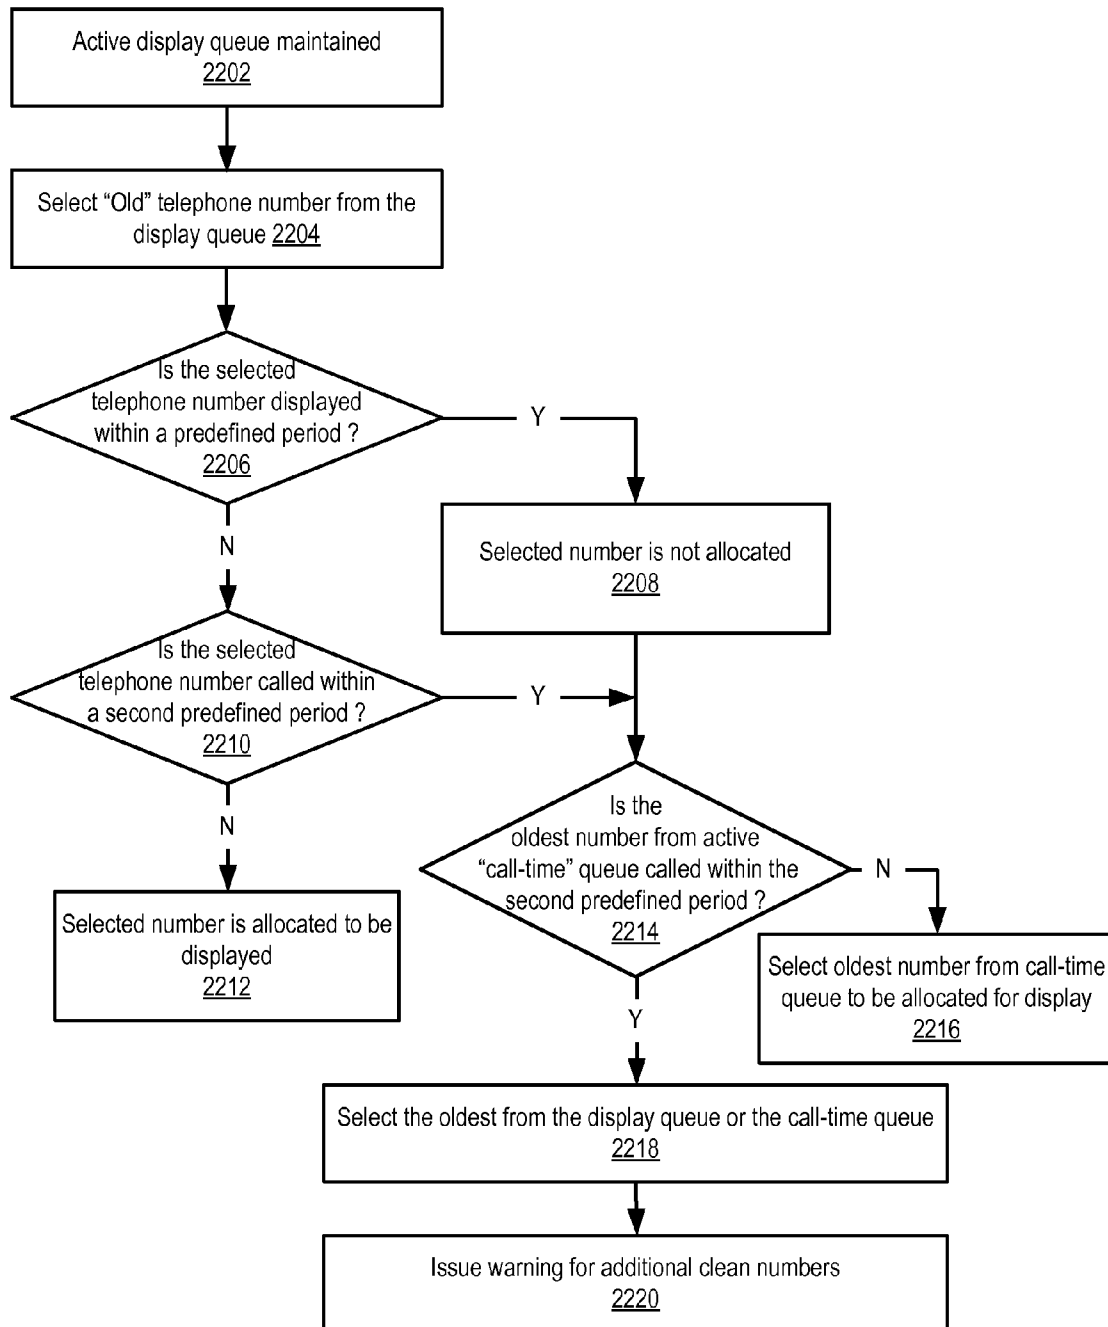 Active display queue maintained
2202
Select “Old” telephone number from the
display queue 2204
Is the selected
telephone number displayed
within a predefined period ?
2206
Y
N
Selected number is not allocated
2208
Is the selected
telephone number called within
a second predefined period ?
2210
Y
N
Is the
oldest number from active
“call-time” queue called within the
second predefined period ?
2214
N
Selected number is allocated to be
displayed
2212
Select oldest number from call-time
queue to be allocated for display
2216
Y
Select the oldest from the display queue or the call-time queue
2218
Issue warning for additional clean numbers
2220